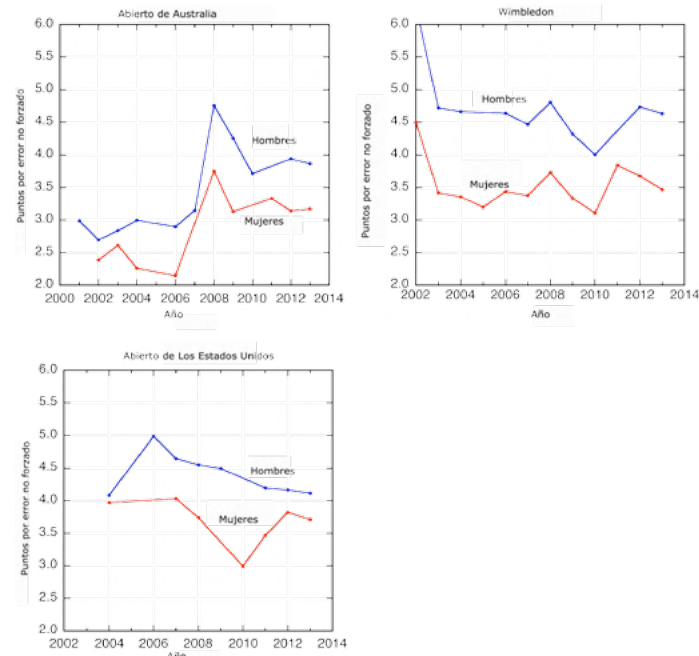 Abierto de Australia
6.0
5.5
5.0
4.5
4.0
3.5
3.0
2.5
2.0
Puntos por error no forzado
Hombres
Mujeres
2000 2002 2004 2006 2008 2010 2012 2014
Año
Wimbledon
6.0
5.5
5.0
4.5
4.0
3.5
3.0
2.5
2.0
Puntos por error no forzado
Hombres
Mujeres
2002 2004 2006 2008 2010 2012 2014
Año
Abierto de Los Estados Unidos
6.0
5.5
5.0
4.5
4.0
3.5
3.0
2.5
2.0
Puntos por error no forzado
Hombres
Mujeres
2002 2004 2006 2008 2010 2012 2014
Año